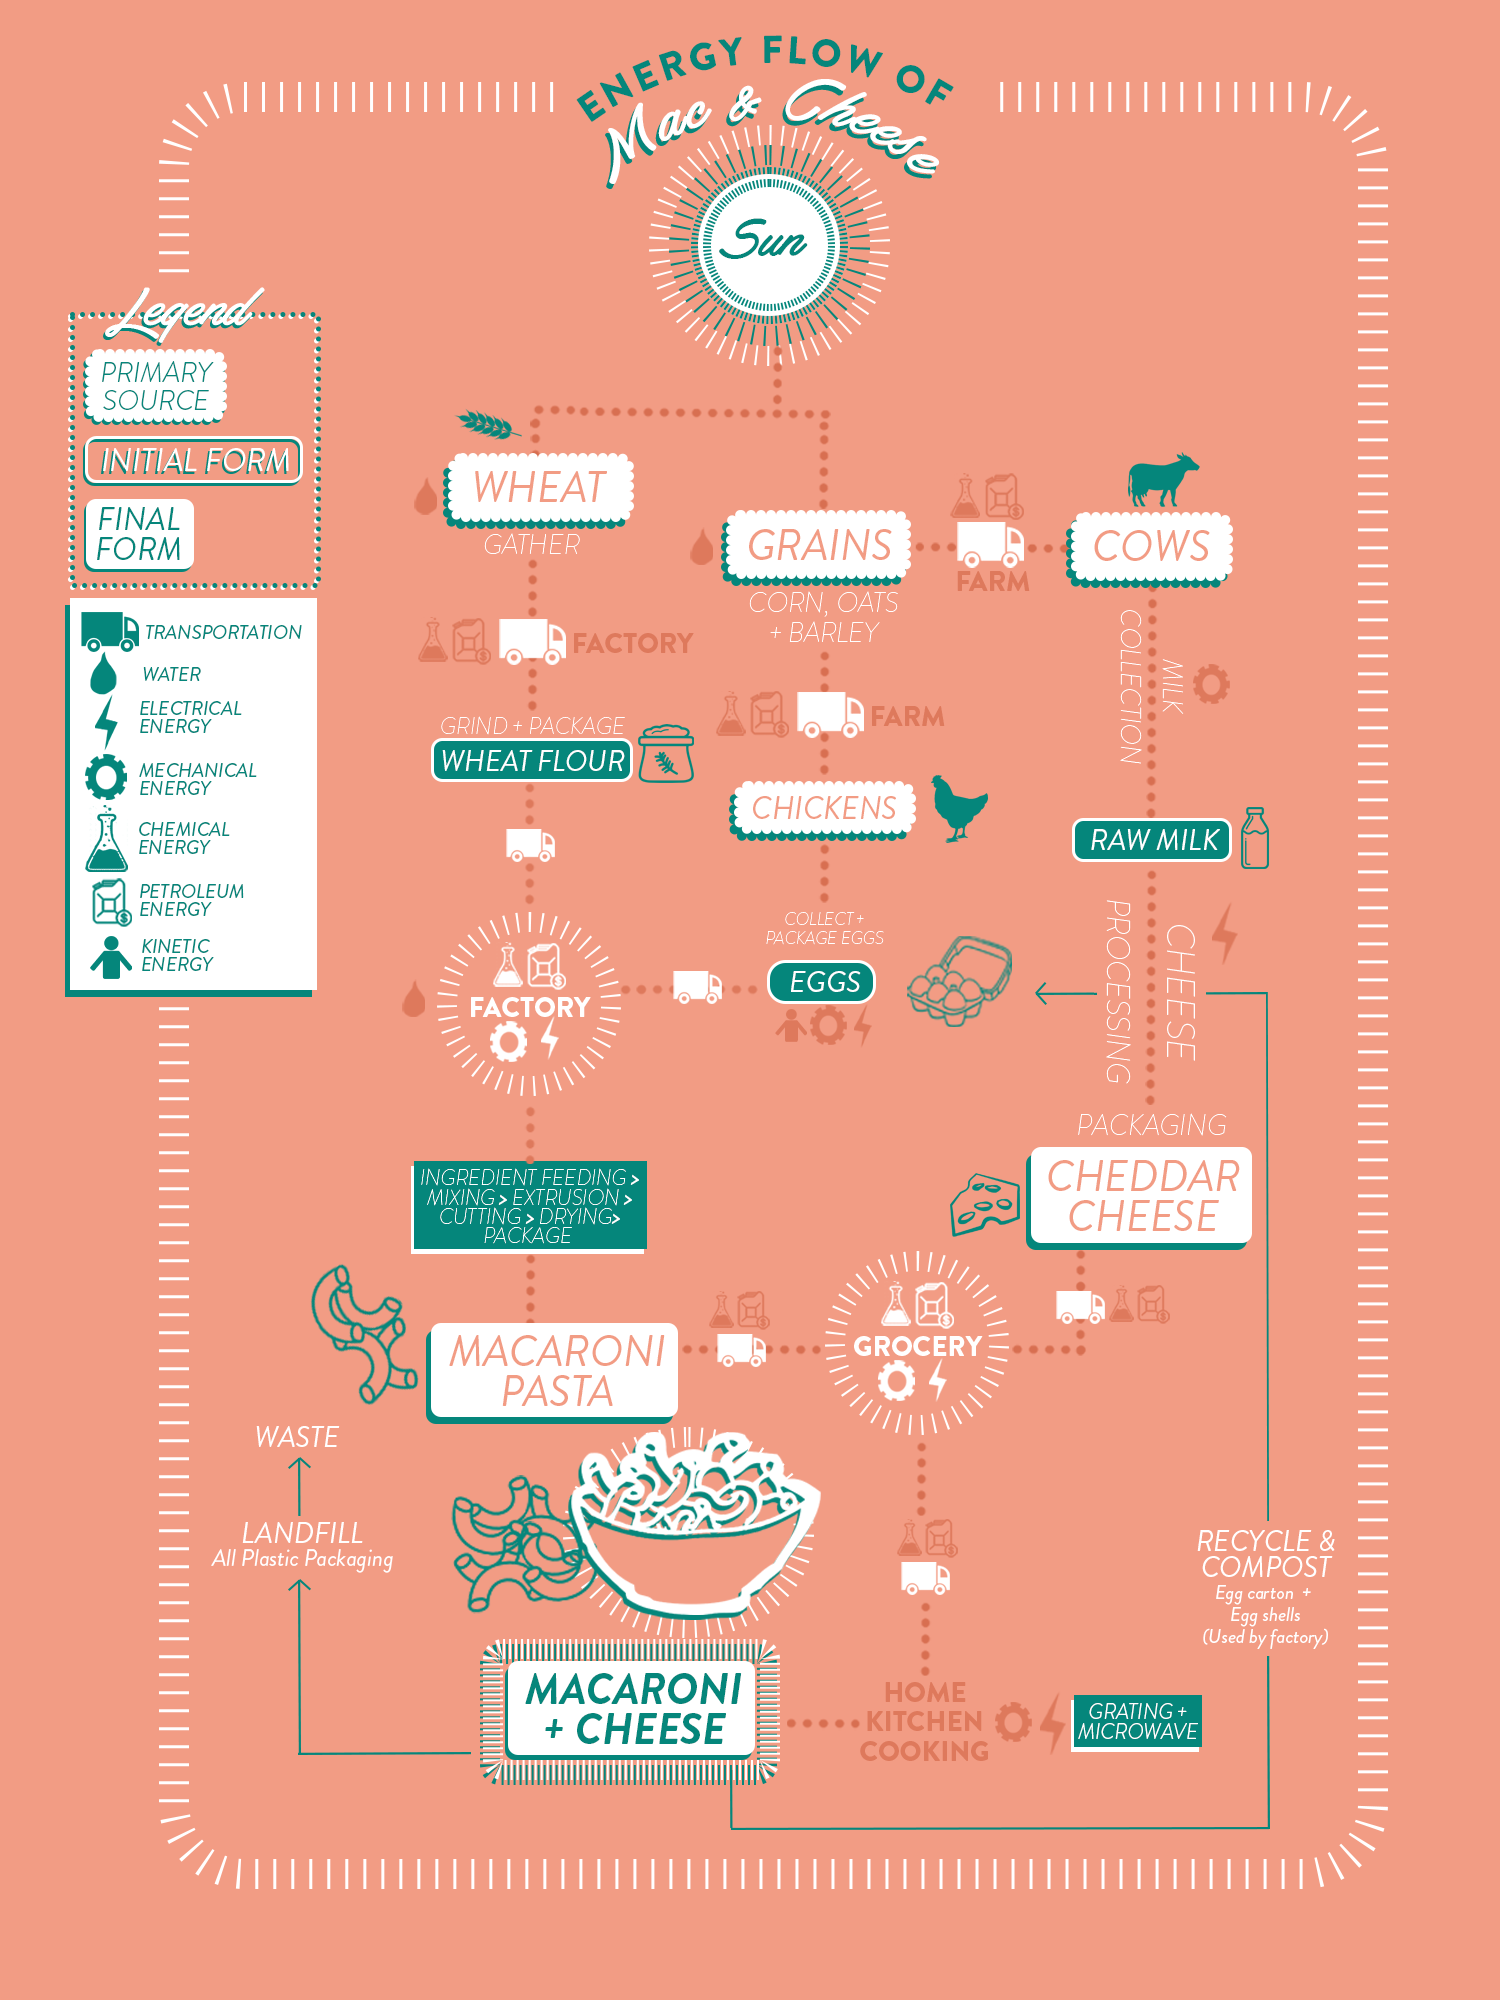 ENERGY FLOW OF
Mac & Cheese
Sun
Legend
PRIMARY
SOURCE
INITIAL FORM
FINAL
FORM
TRANSPORTATION
WATER
ELECTRICAL
ENERGY
MECHANICAL
ENERGY
CHEMICAL
ENERGY
PETROLEUM
ENERGY
KINETIC
ENERGY
WHEAT
GATHER
FACTORY
GRIND + PACKAGE
WHEAT FLOUR
GRAINS
CORN, OATS
+ BARLEY
FARM
COWS
FARM
CHICKENS
COLLECT +
PACKAGE EGGS
EGGS
MILK
COLLECTION
RAW MILK
CHEESE
PROCESSING
PACKAGING
CHEDDAR
CHEESE
FACTORY
INGREDIENT FEEDING >
MIXING > EXTRUSION >
CUTTING > DRYING>
PACKAGE
MACARONI
PASTA
GROCERY
WASTE
LANDFILL
All Plastic Packaging
RECYCLE &
COMPOST
Egg carton +
Egg shells
(Used by factory)
MACARONI
+ CHEESE
HOME
KITCHEN
COOKING
GRATING +
MICROWAVE